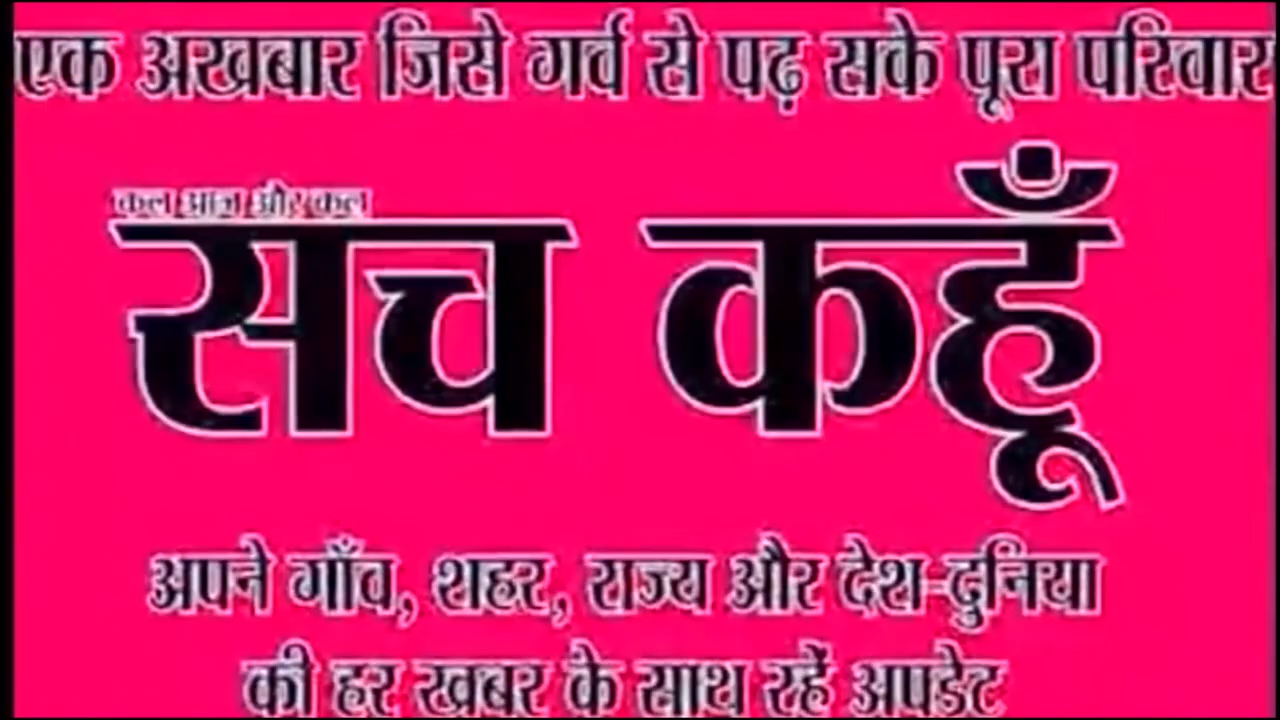 एक अखबार जिसे गर्व से पढ़ सके पूरा परिवार
कल आज और कल
सच कहूँ
अपने गाँव, शहर, राज्य और देश-दुनिया
की हर खबर के साथ रहें अपडेट